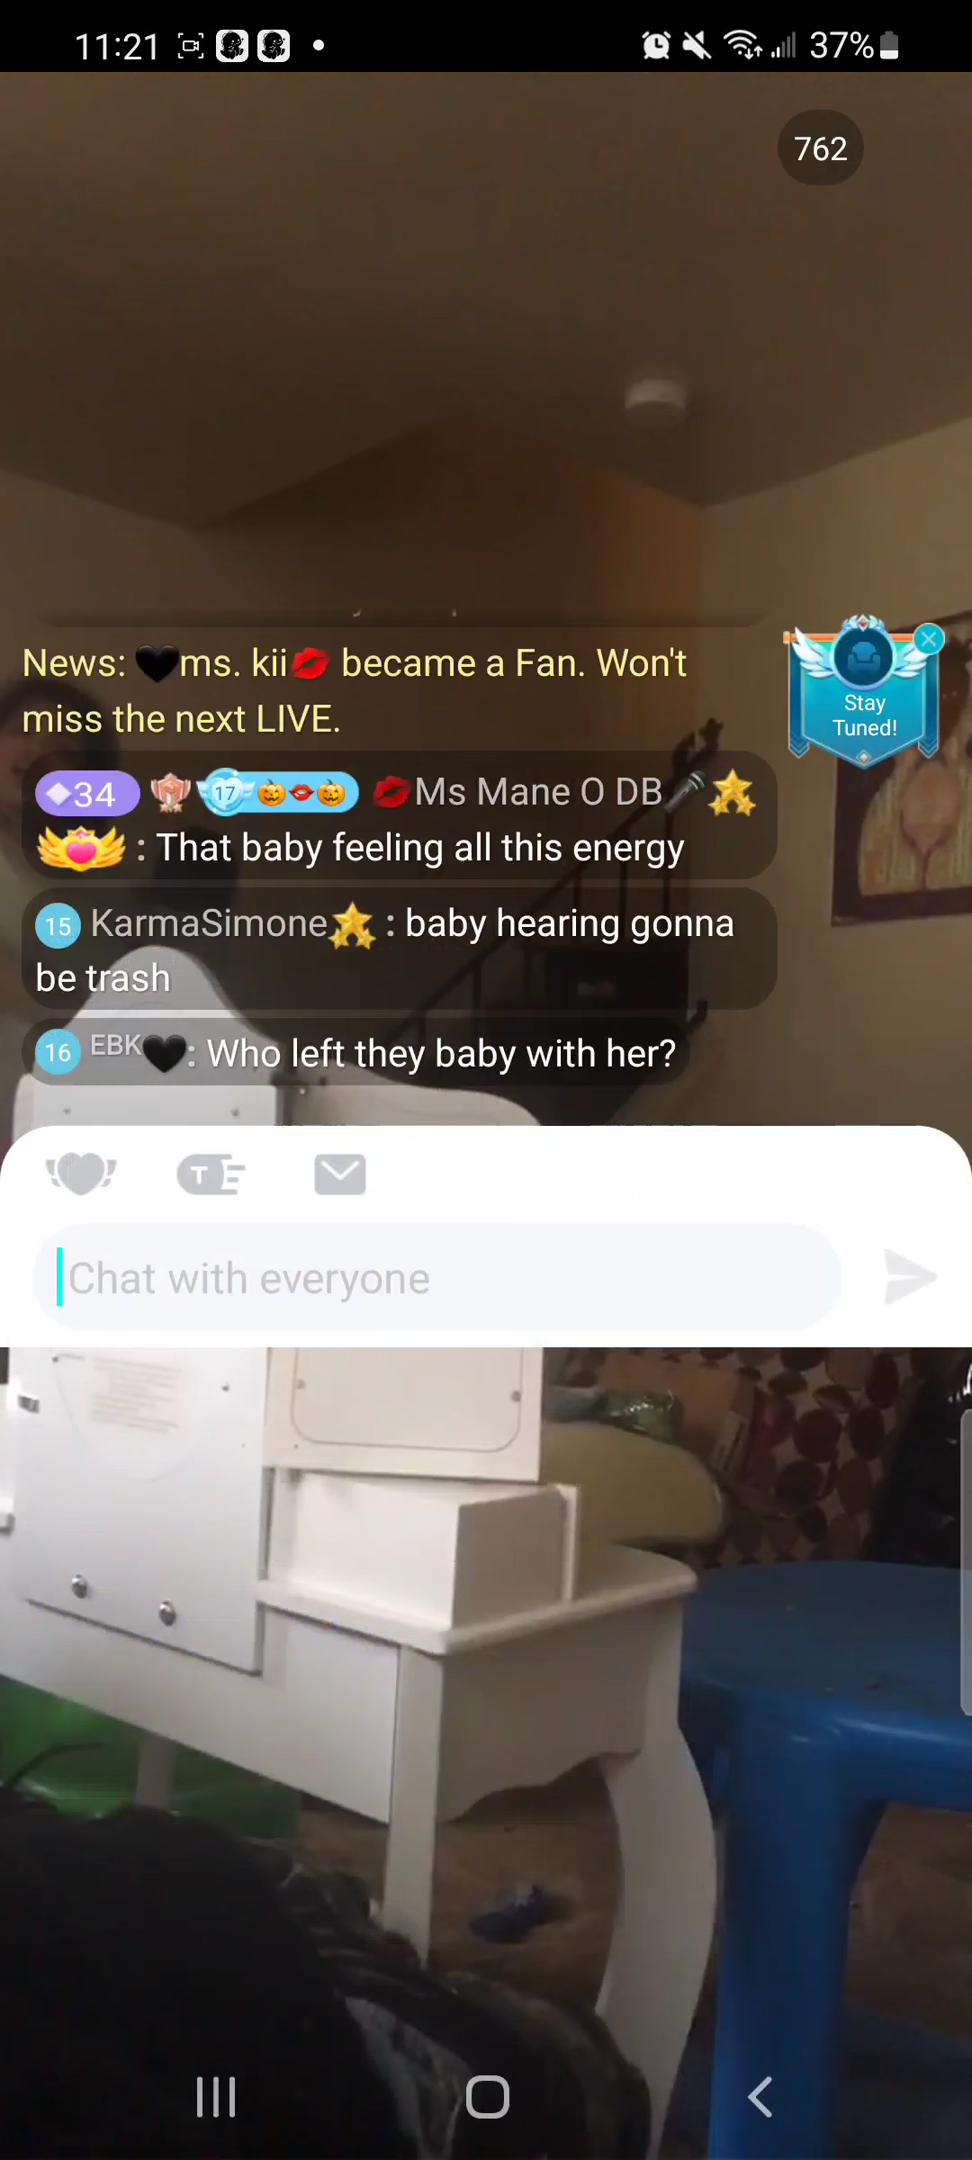 11:21 37%
762
News: 🖤ms. kii💋 became a Fan. Won't
miss the next LIVE.
Stay
Tuned!
34 17 🎃👄🎃 💋Ms Mane O DB🎤
: That baby feeling all this energy
15 KarmaSimone : baby hearing gonna
be trash
16 EBK🖤: Who left they baby with her?
T
Chat with everyone